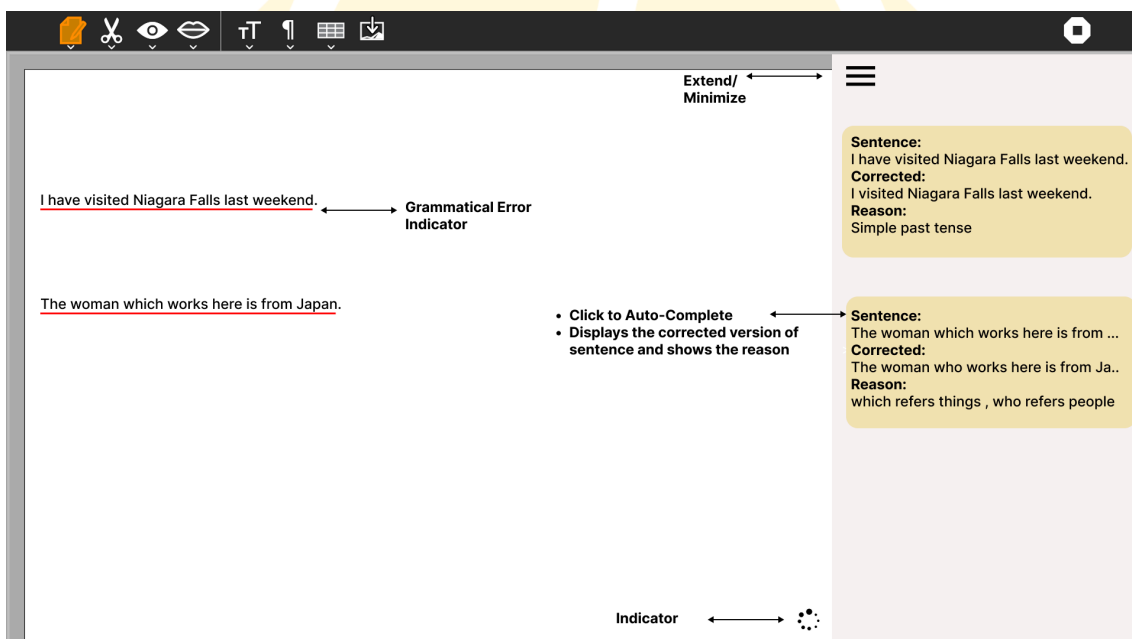 Extend/
Minimize
Sentence:
I have visited Niagara Falls last weekend.
Corrected:
I visited Niagara Falls last weekend.
Reason:
Simple past tense
I have visited Niagara Falls last weekend.
Grammatical Error
Indicator
The woman which works here is from Japan.
• Click to Auto-Complete
• Displays the corrected version of
sentence and shows the reason
Sentence:
The woman which works here is from ...
Corrected:
The woman who works here is from Ja..
Reason:
which refers things , who refers people
Indicator